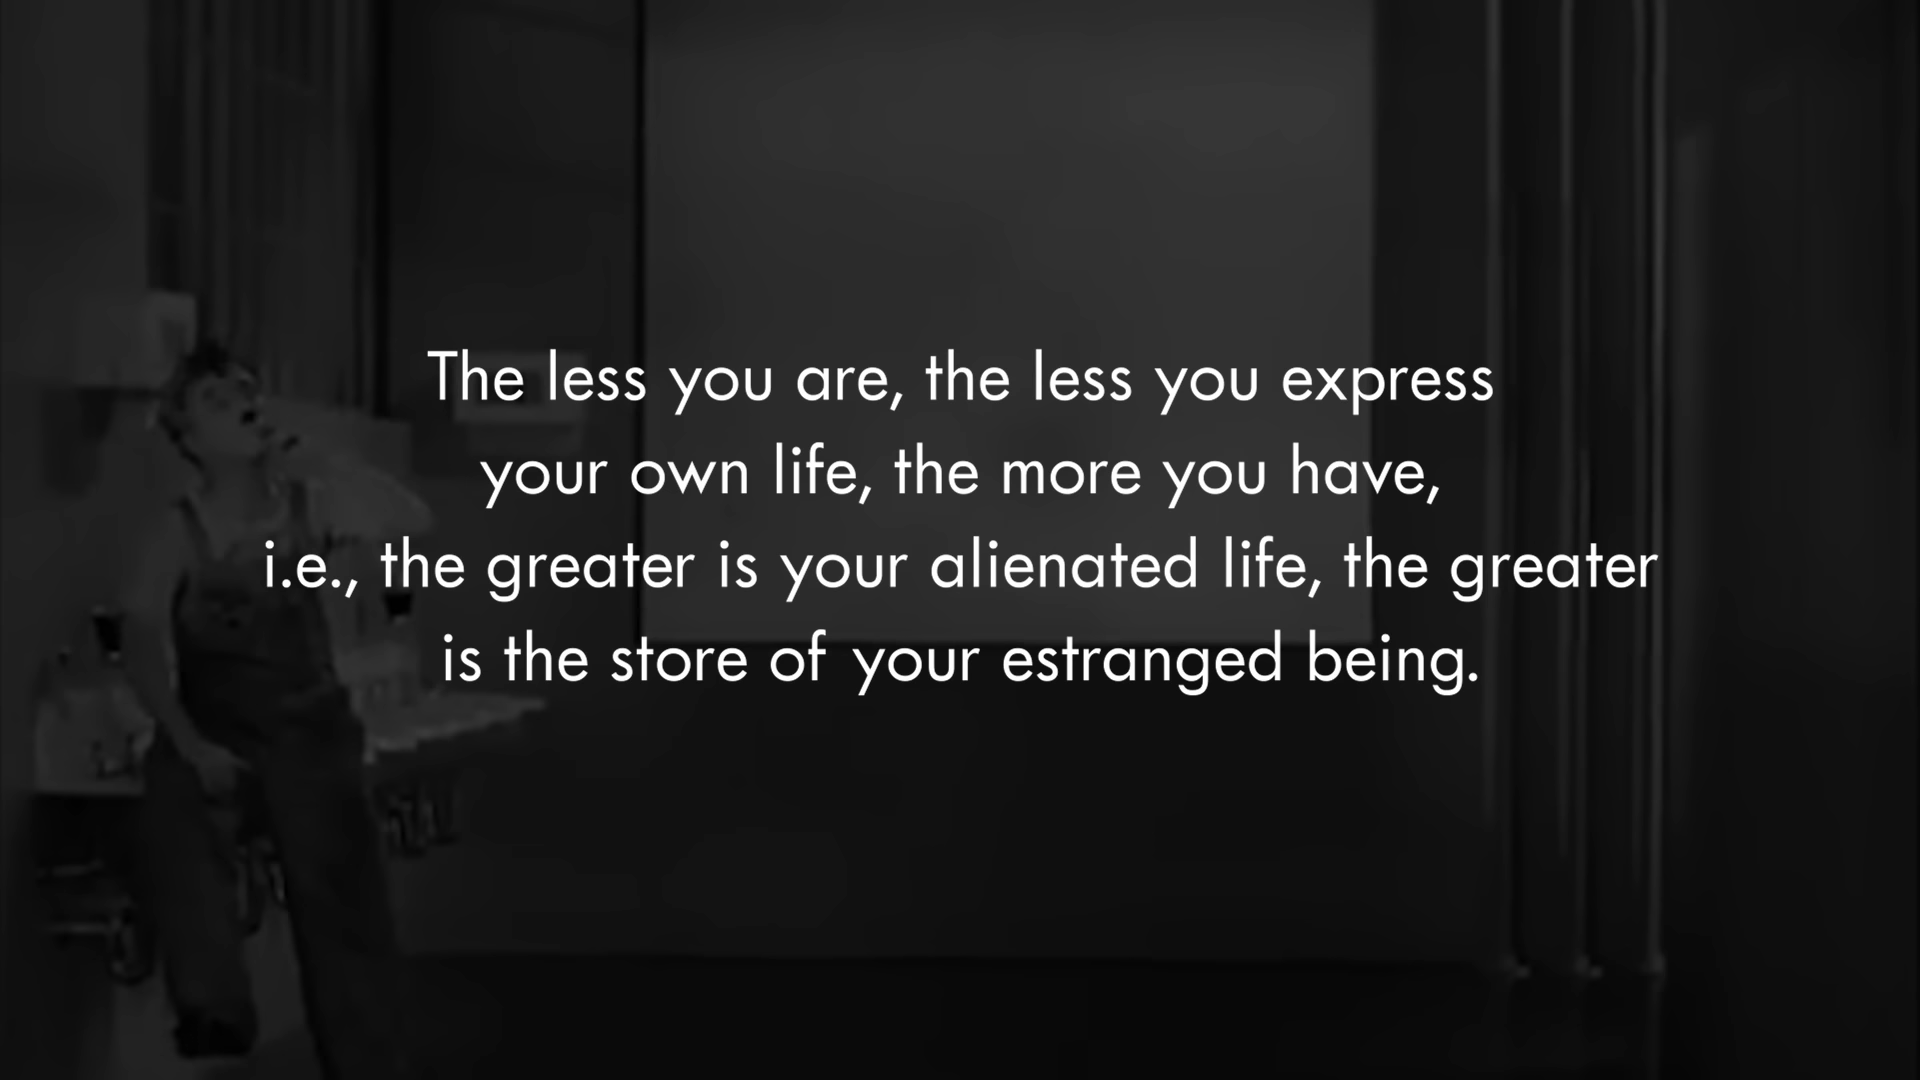 The less you are, the less you express
your own life, the more you have,
i.e., the greater is your alienated life, the greater
is the store of your estranged being.